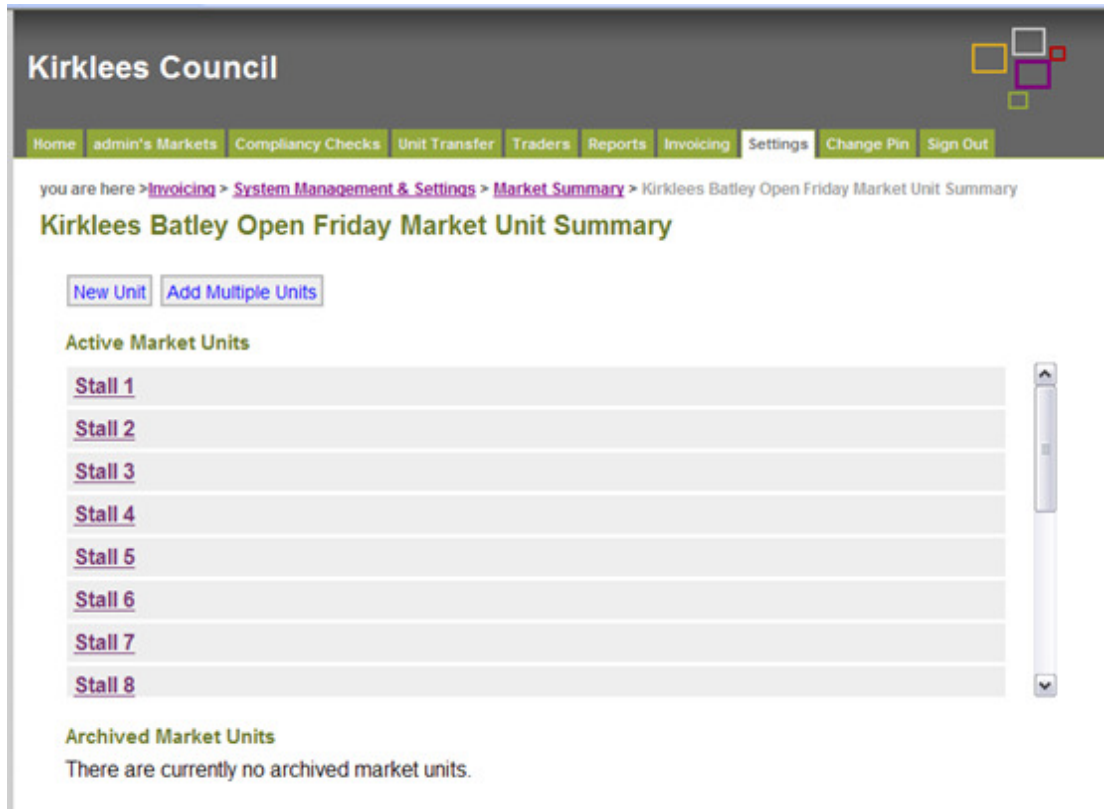 Kirklees Council
Home admin's Markets Compliancy Checks Unit Transfer Traders Reports Invoicing Settings Change Pin Sign Out
you are here >Invoicing > System Management & Settings > Market Summary > Kirklees Batley Open Friday Market Unit Summary
Kirklees Batley Open Friday Market Unit Summary
New Unit Add Multiple Units
Active Market Units
Stall 1
Stall 2
Stall 3
Stall 4
Stall 5
Stall 6
Stall 7
Stall 8
Archived Market Units
There are currently no archived market units.